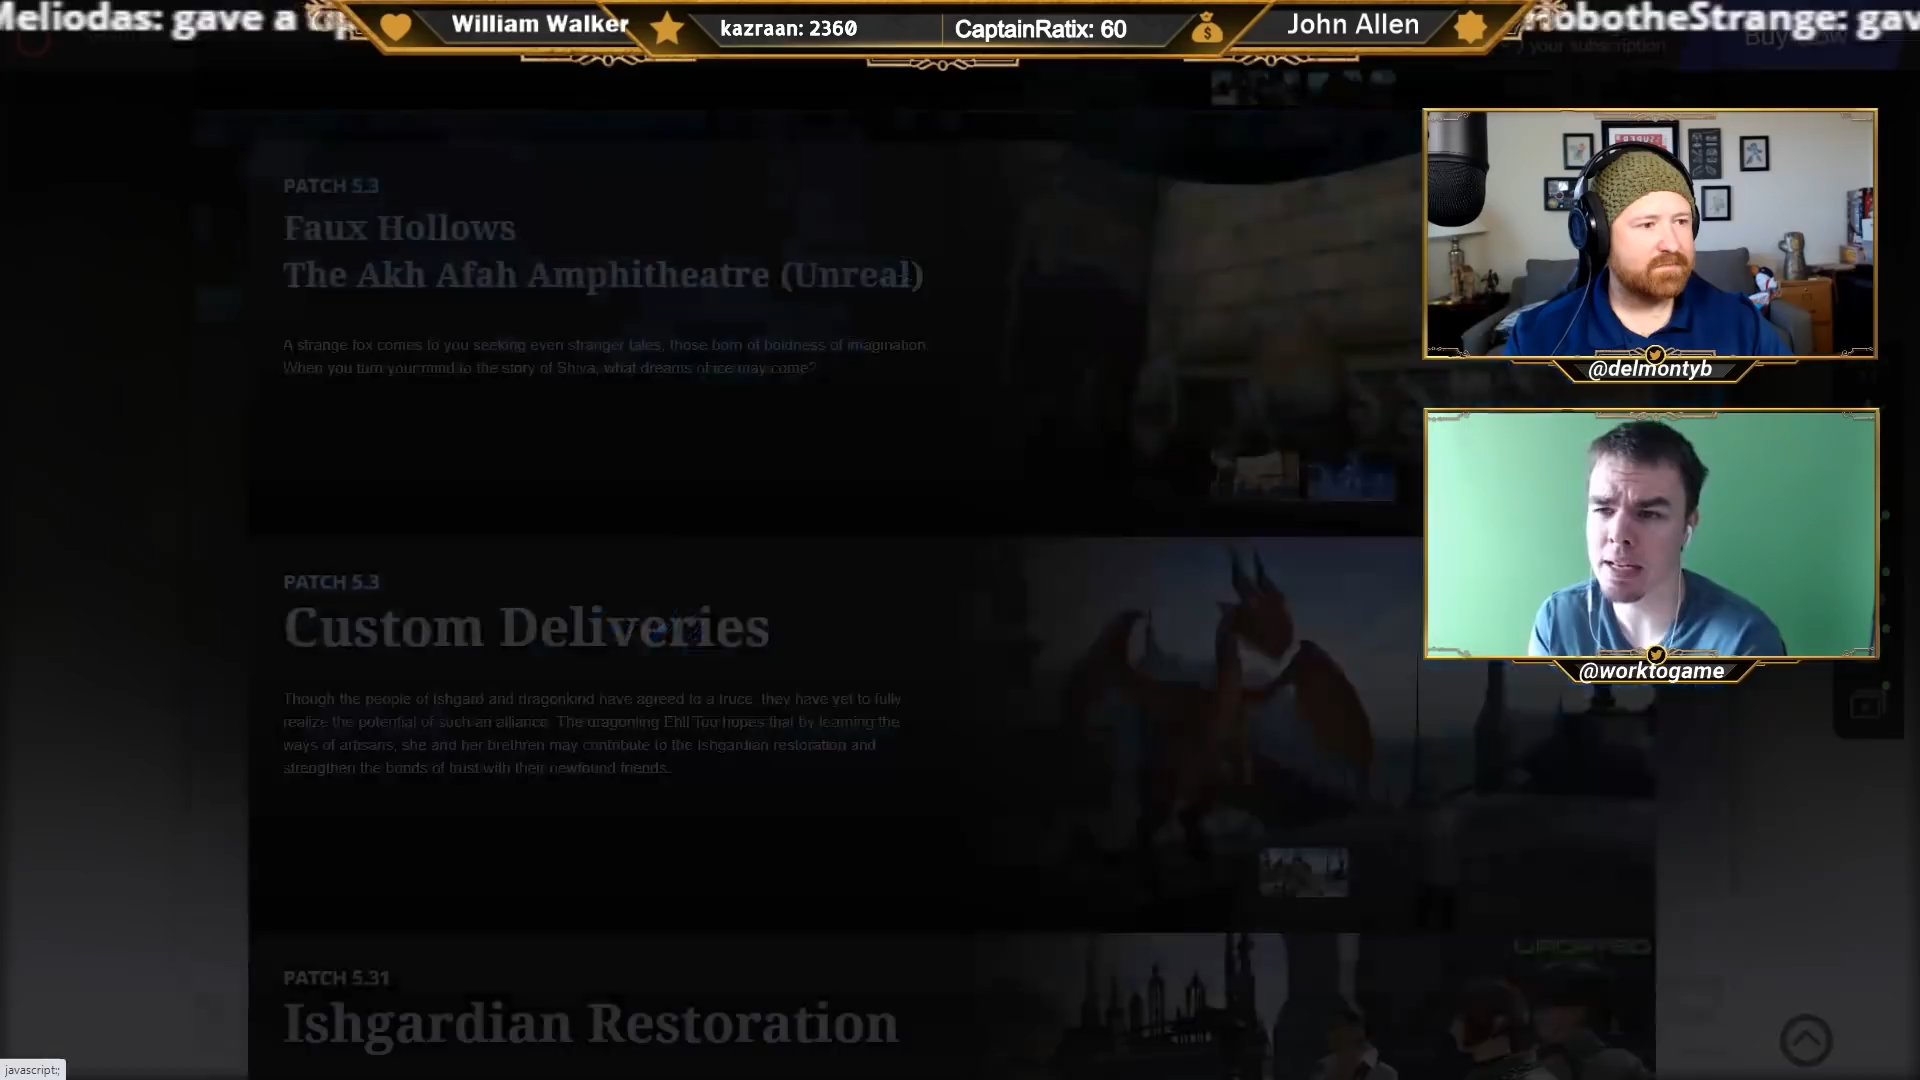 Meliodas: gave a
William Walker
kazraan: 2360
CaptainRatix: 60
John Allen
obotheStrange: gav
your subscription
Buy Now
PATCH 5.3
Faux Hollows
The Akh Afah Amphitheatre (Unreal)
A strange fox comes to you seeking even stranger tales, those born of boldness of imagination.
When you turn your mind to the story of Shiva, what dreams of ice may come?
@delmontyb
PATCH 5.3
Custom Deliveries
Though the people of Ishgard and dragonkind have agreed to a truce, they have yet to fully
realize the potential of such an alliance. The dragonling Ehll Tou hopes that by learning the
ways of artisans, she and her brethren may contribute to the Ishgardian restoration and
strengthen the bonds of trust with their newfound friends.
@worktogame
UPDATED
PATCH 5.31
Ishgardian Restoration
javascript:;